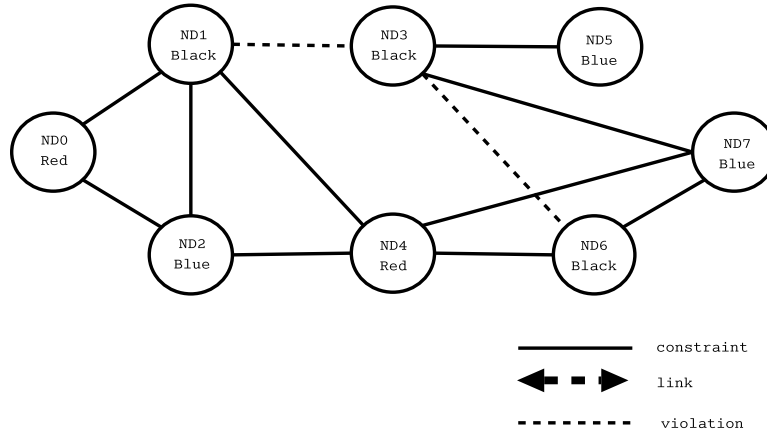 ND1
Black
ND3
Black
ND5
Blue
ND0
Red
ND7
Blue
ND2
Blue
ND4
Red
ND6
Black
constraint
link
violation